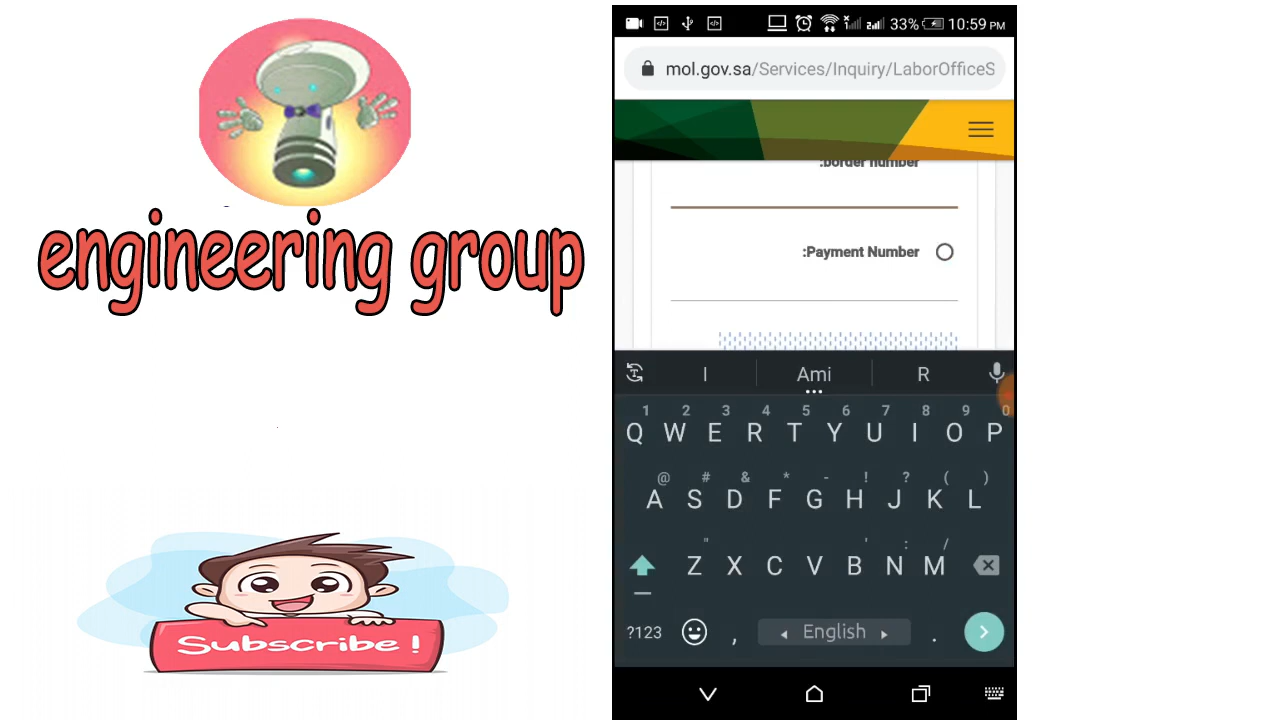 engineering group
Subscribe !
33% 10:59 PM
mol.gov.sa/Services/Inquiry/LaborOfficeS
:border number
:Payment Number
I Ami R
1 2 3 4 5 6 7 8 9 0
Q W E R T Y U I O P
@ # & * - ! ? ( )
A S D F G H J K L
" ' : /
Z X C V B N M
?123 , English .